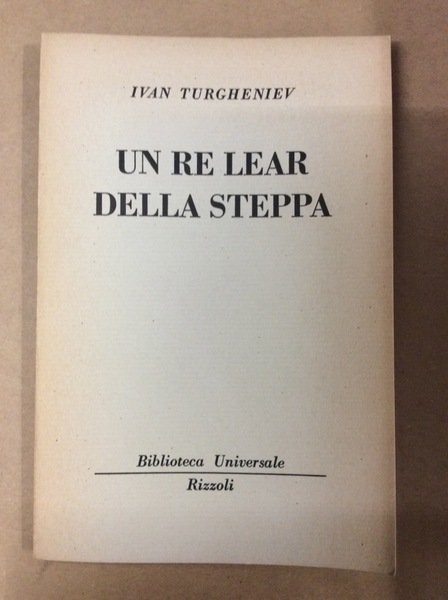 IVAN TURGHENIEV
UN RE LEAR
DELLA STEPPA
Biblioteca Universale
Rizzoli